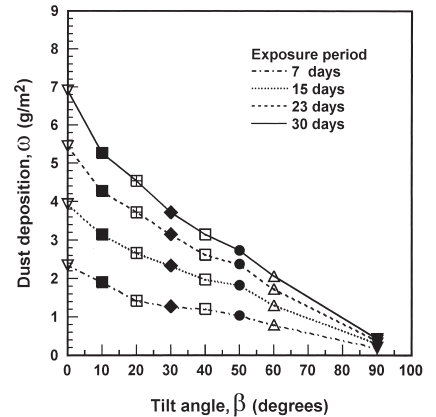 9
8
7
6
5
4
3
2
1
0
Dust deposition, ω (g/m²)
Exposure period
7 days
15 days
23 days
30 days
0 10 20 30 40 50 60 70 80 90 100
Tilt angle, β (degrees)